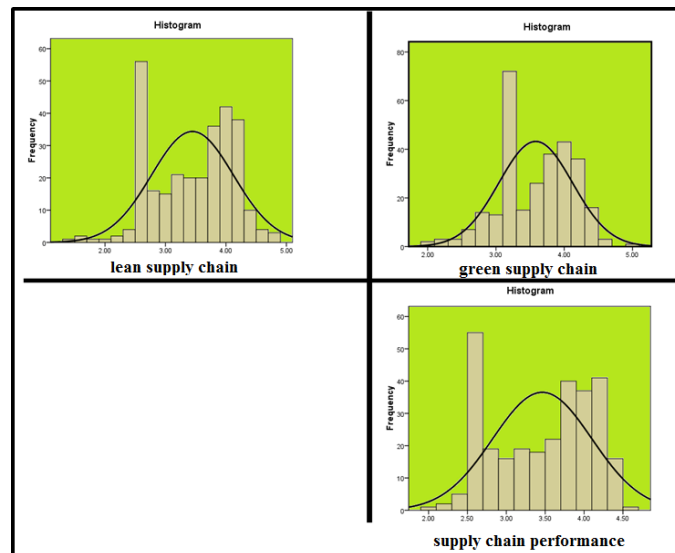 Histogram
Frequency
60
50
40
30
20
10
0
2.00 3.00 4.00 5.00
lean supply chain
Histogram
Frequency
80
60
40
20
0
2.00 3.00 4.00 5.00
green supply chain
Histogram
Frequency
60
50
40
30
20
10
0
2.00 2.50 3.00 3.50 4.00 4.50
supply chain performance